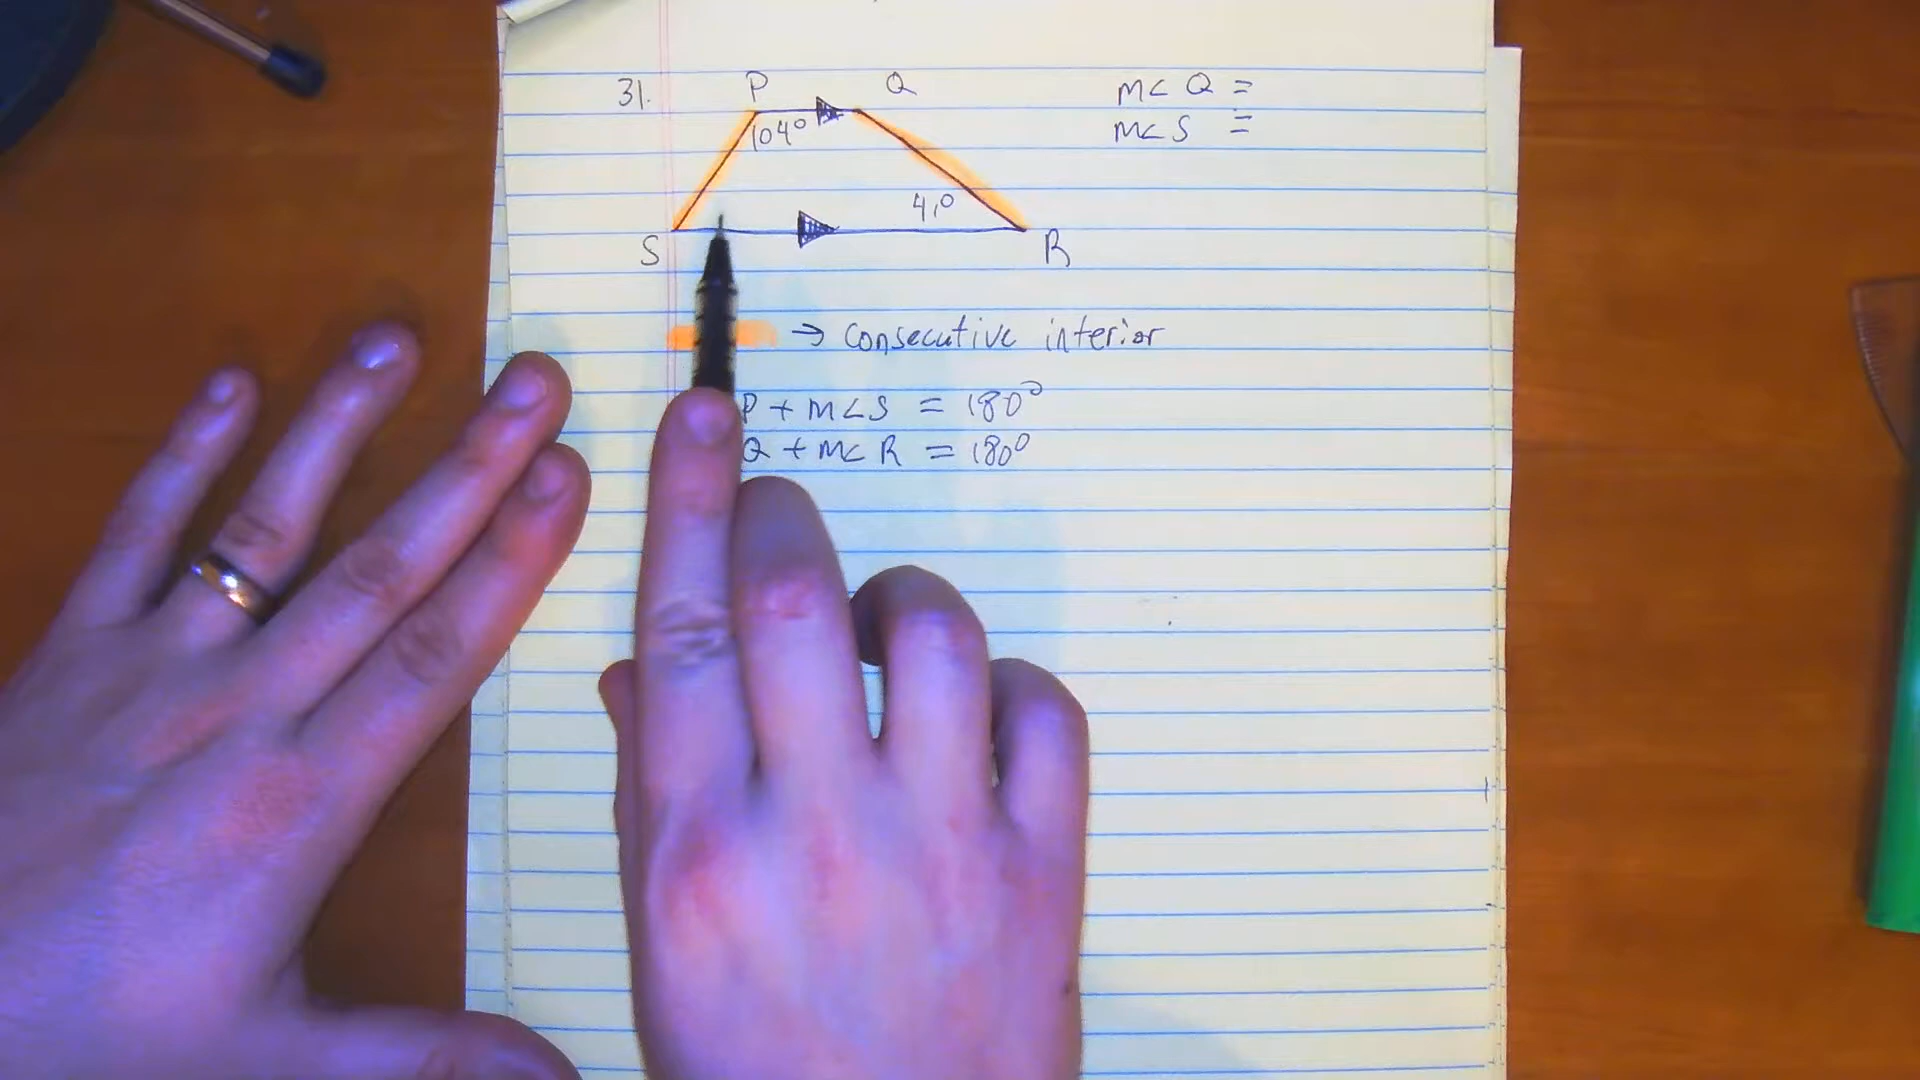 31. P Q m∠ Q =
104° m∠ S =
41°
S R
→ Consecutive interior
P + m∠S = 180°
Q + m∠ R = 180°